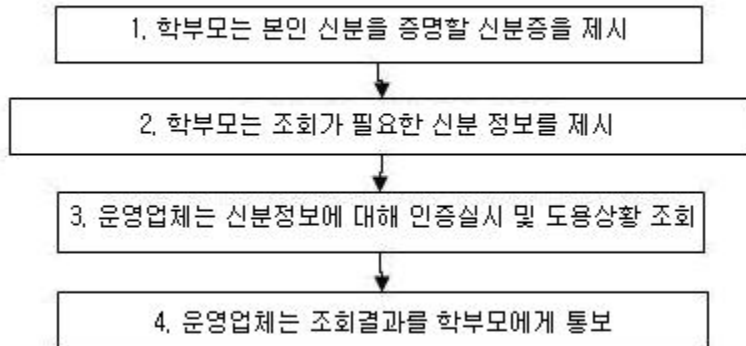 1. 학부모는 본인 신분을 증명할 신분증을 제시
2. 학부모는 조회가 필요한 신분 정보를 제시
3. 운영업체는 신분정보에 대해 인증실시 및 도용상황 조회
4. 운영업체는 조회결과를 학부모에게 통보